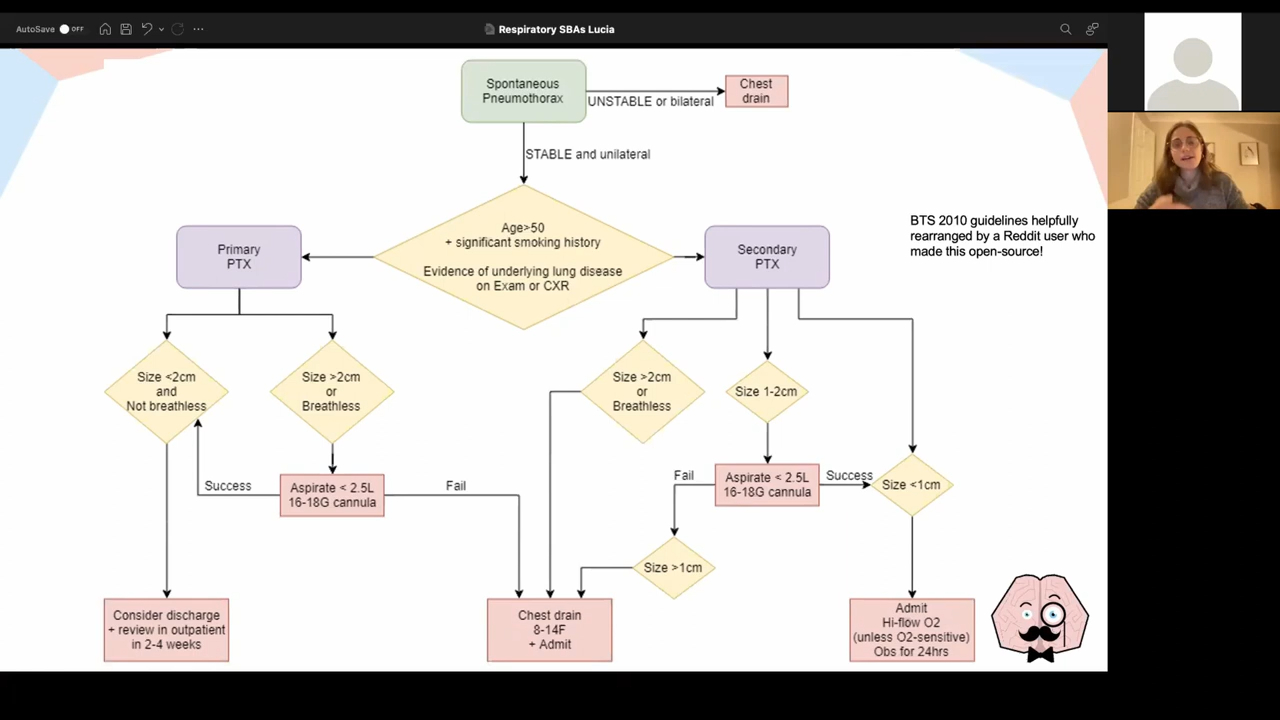 AutoSave OFF
Respiratory SBAs Lucia
Spontaneous
Pneumothorax
UNSTABLE or bilateral
Chest
drain
STABLE and unilateral
BTS 2010 guidelines helpfully
rearranged by a Reddit user who
made this open-source!
Age>50
+ significant smoking history
Evidence of underlying lung disease
on Exam or CXR
Primary
PTX
Secondary
PTX
Size <2cm
and
Not breathless
Size >2cm
or
Breathless
Size >2cm
or
Breathless
Size 1-2cm
Success
Aspirate < 2.5L
16-18G cannula
Fail
Fail
Aspirate < 2.5L
16-18G cannula
Success
Size <1cm
Size >1cm
Consider discharge
+ review in outpatient
in 2-4 weeks
Chest drain
8-14F
+ Admit
Admit
Hi-flow O2
(unless O2-sensitive)
Obs for 24hrs